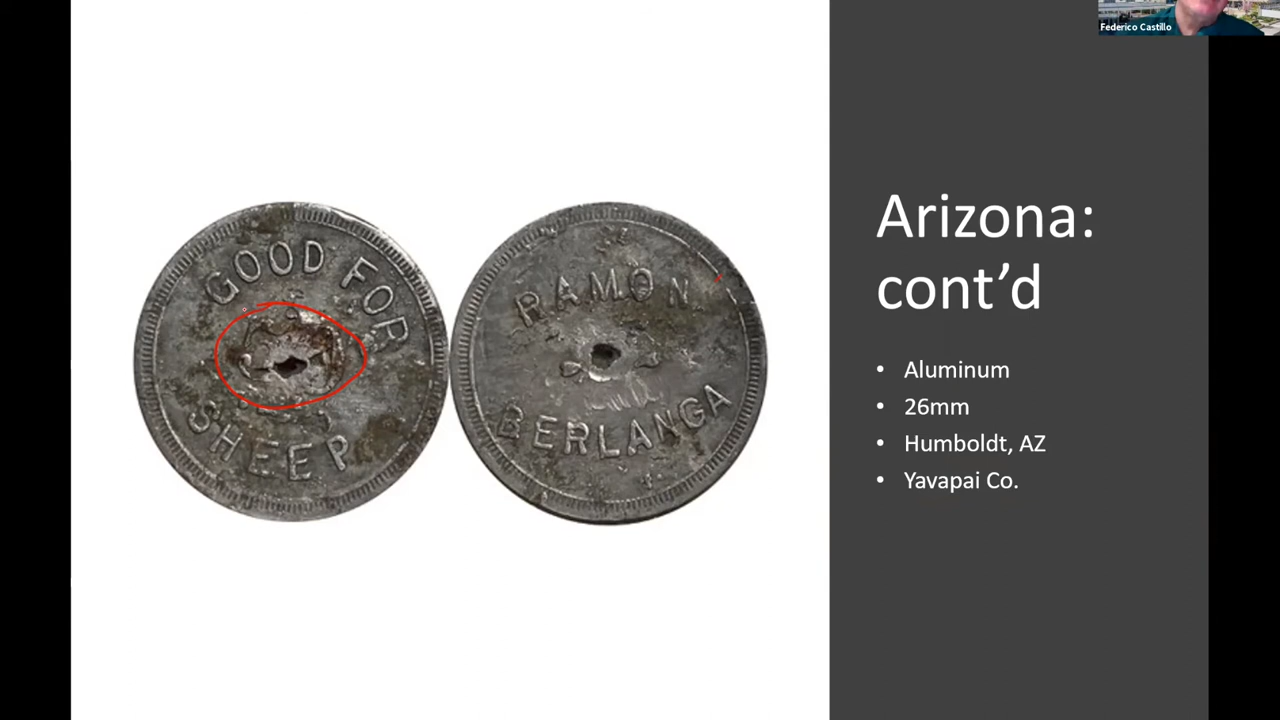 Federico Castillo
GOOD FOR
SHEEP
RAMON
BERLANGA
Arizona:
cont’d
• Aluminum
• 26mm
• Humboldt, AZ
• Yavapai Co.